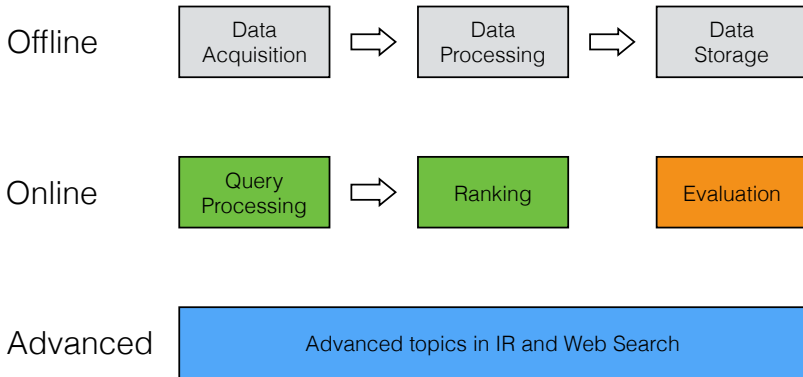 Offline
Data
Acquisition
Data
Processing
Data
Storage
Online
Query
Processing
Ranking
Evaluation
Advanced
Advanced topics in IR and Web Search